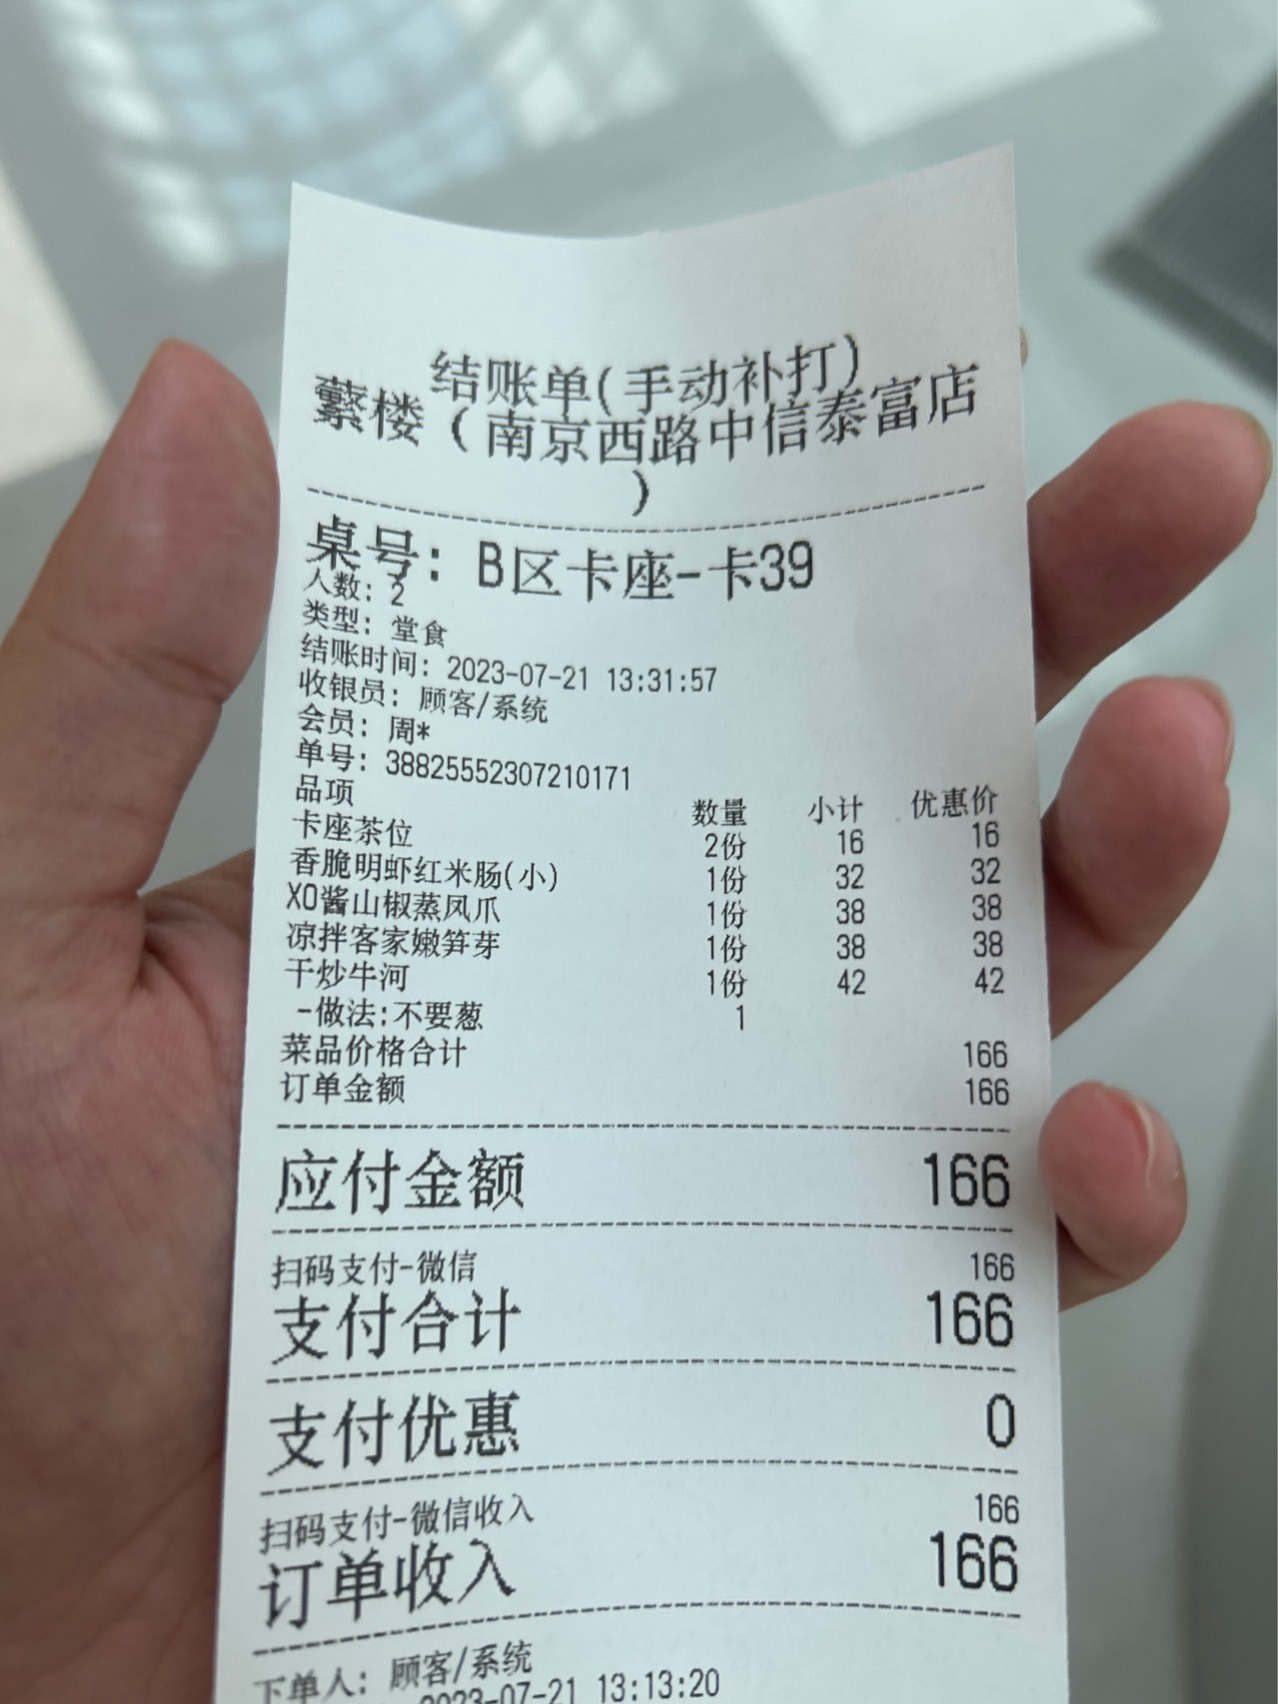 结账单(手动补打)
蘩楼（南京西路中信泰富店
）
桌号: B区卡座-卡39
人数: 2
类型: 堂食
结账时间: 2023-07-21 13:31:57
收银员: 顾客/系统
会员: 周*
单号: 38825552307210171
品项 数量 小计 优惠价
卡座茶位 2份 16 16
香脆明虾红米肠(小) 1份 32 32
XO酱山椒蒸凤爪 1份 38 38
凉拌客家嫩笋芽 1份 38 38
干炒牛河 1份 42 42
-做法:不要葱 1
菜品价格合计 166
订单金额 166
应付金额 166
扫码支付-微信 166
支付合计 166
支付优惠 0
扫码支付-微信收入 166
订单收入 166
下单人: 顾客/系统
2023-07-21 13:13:20